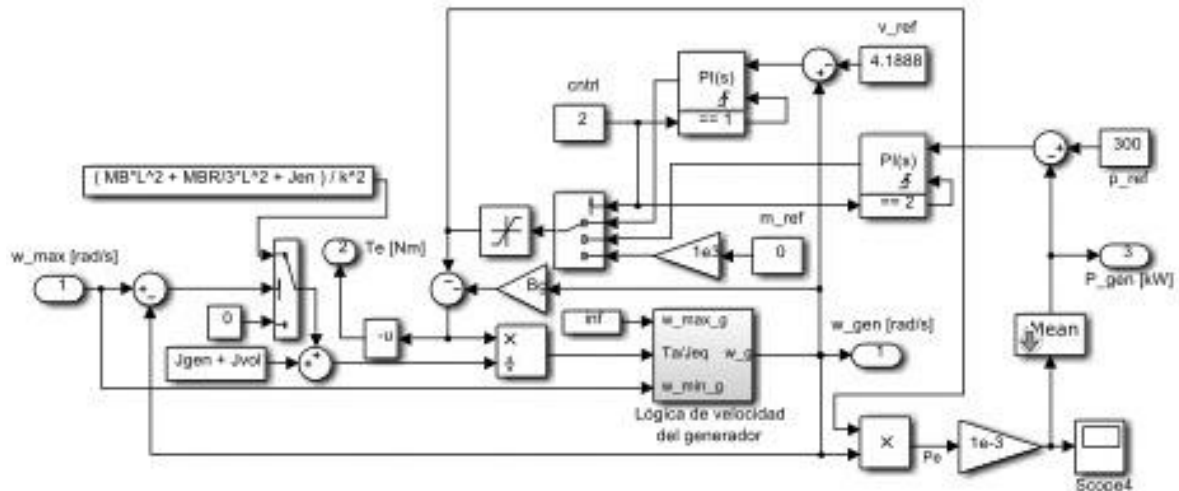 v_ref
4.1888
PI(s)
== 1
cntrl
2
PI(s)
== 2
300
p_ref
( MB*L^2 + MBR/3*L^2 + Jen ) / k^2
m_ref
1e3
0
2
Te [Nm]
w_max [rad/s]
1
3
P_gen [kW]
Bg
0
-u
inf
w_max_g
Ta/Jeq
w_g
w_min_g
w_gen [rad/s]
1
Mean
Jgen + Jvol
×
÷
Lógica de velocidad
del generador
×
Pe
1e-3
Scope4